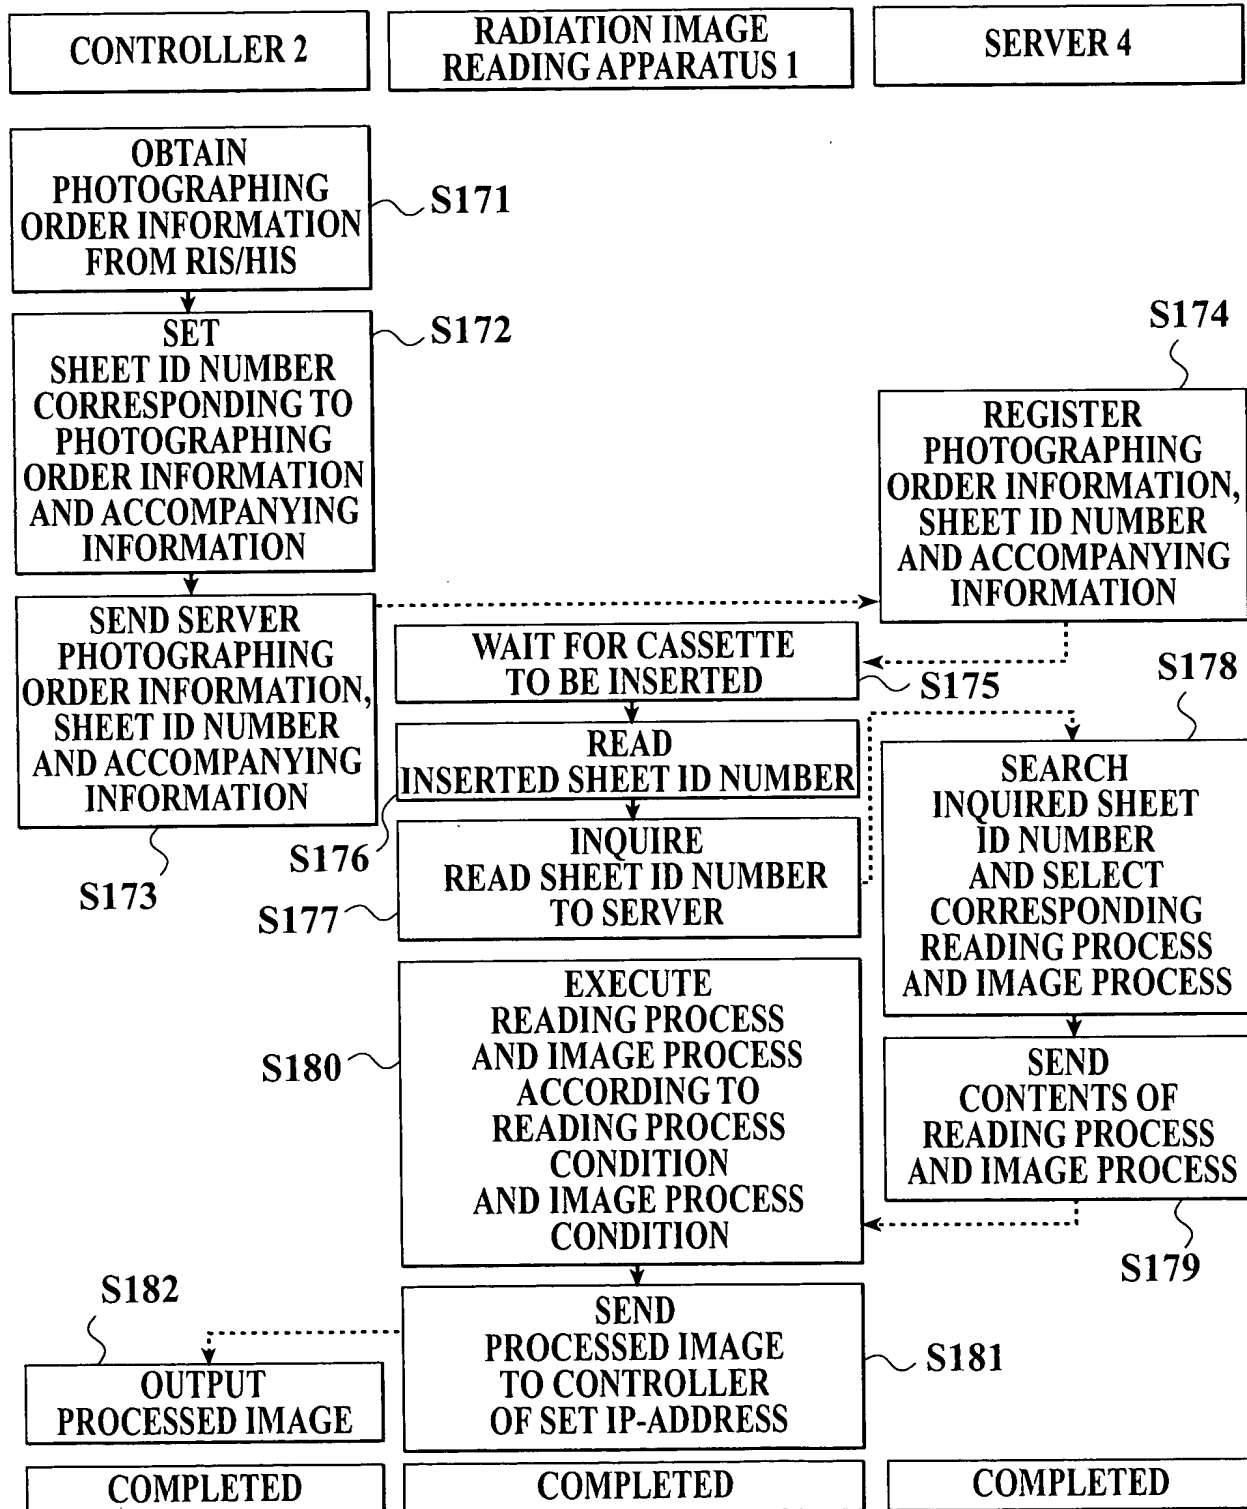 CONTROLLER 2
RADIATION IMAGE
READING APPARATUS 1
SERVER 4
OBTAIN
PHOTOGRAPHING
ORDER INFORMATION
FROM RIS/HIS
S171
SET
SHEET ID NUMBER
CORRESPONDING TO
PHOTOGRAPHING
ORDER INFORMATION
AND ACCOMPANYING
INFORMATION
S172
SEND SERVER
PHOTOGRAPHING
ORDER INFORMATION,
SHEET ID NUMBER
AND ACCOMPANYING
INFORMATION
S173
S174
REGISTER
PHOTOGRAPHING
ORDER INFORMATION,
SHEET ID NUMBER
AND ACCOMPANYING
INFORMATION
WAIT FOR CASSETTE
TO BE INSERTED
S175
READ
INSERTED SHEET ID NUMBER
S176
INQUIRE
READ SHEET ID NUMBER
TO SERVER
S177
S178
SEARCH
INQUIRED SHEET
ID NUMBER
AND SELECT
CORRESPONDING
READING PROCESS
AND IMAGE PROCESS
SEND
CONTENTS OF
READING PROCESS
AND IMAGE PROCESS
S179
EXECUTE
READING PROCESS
AND IMAGE PROCESS
ACCORDING TO
READING PROCESS
CONDITION
AND IMAGE PROCESS
CONDITION
S180
SEND
PROCESSED IMAGE
TO CONTROLLER
OF SET IP-ADDRESS
S181
S182
OUTPUT
PROCESSED IMAGE
COMPLETED
COMPLETED
COMPLETED